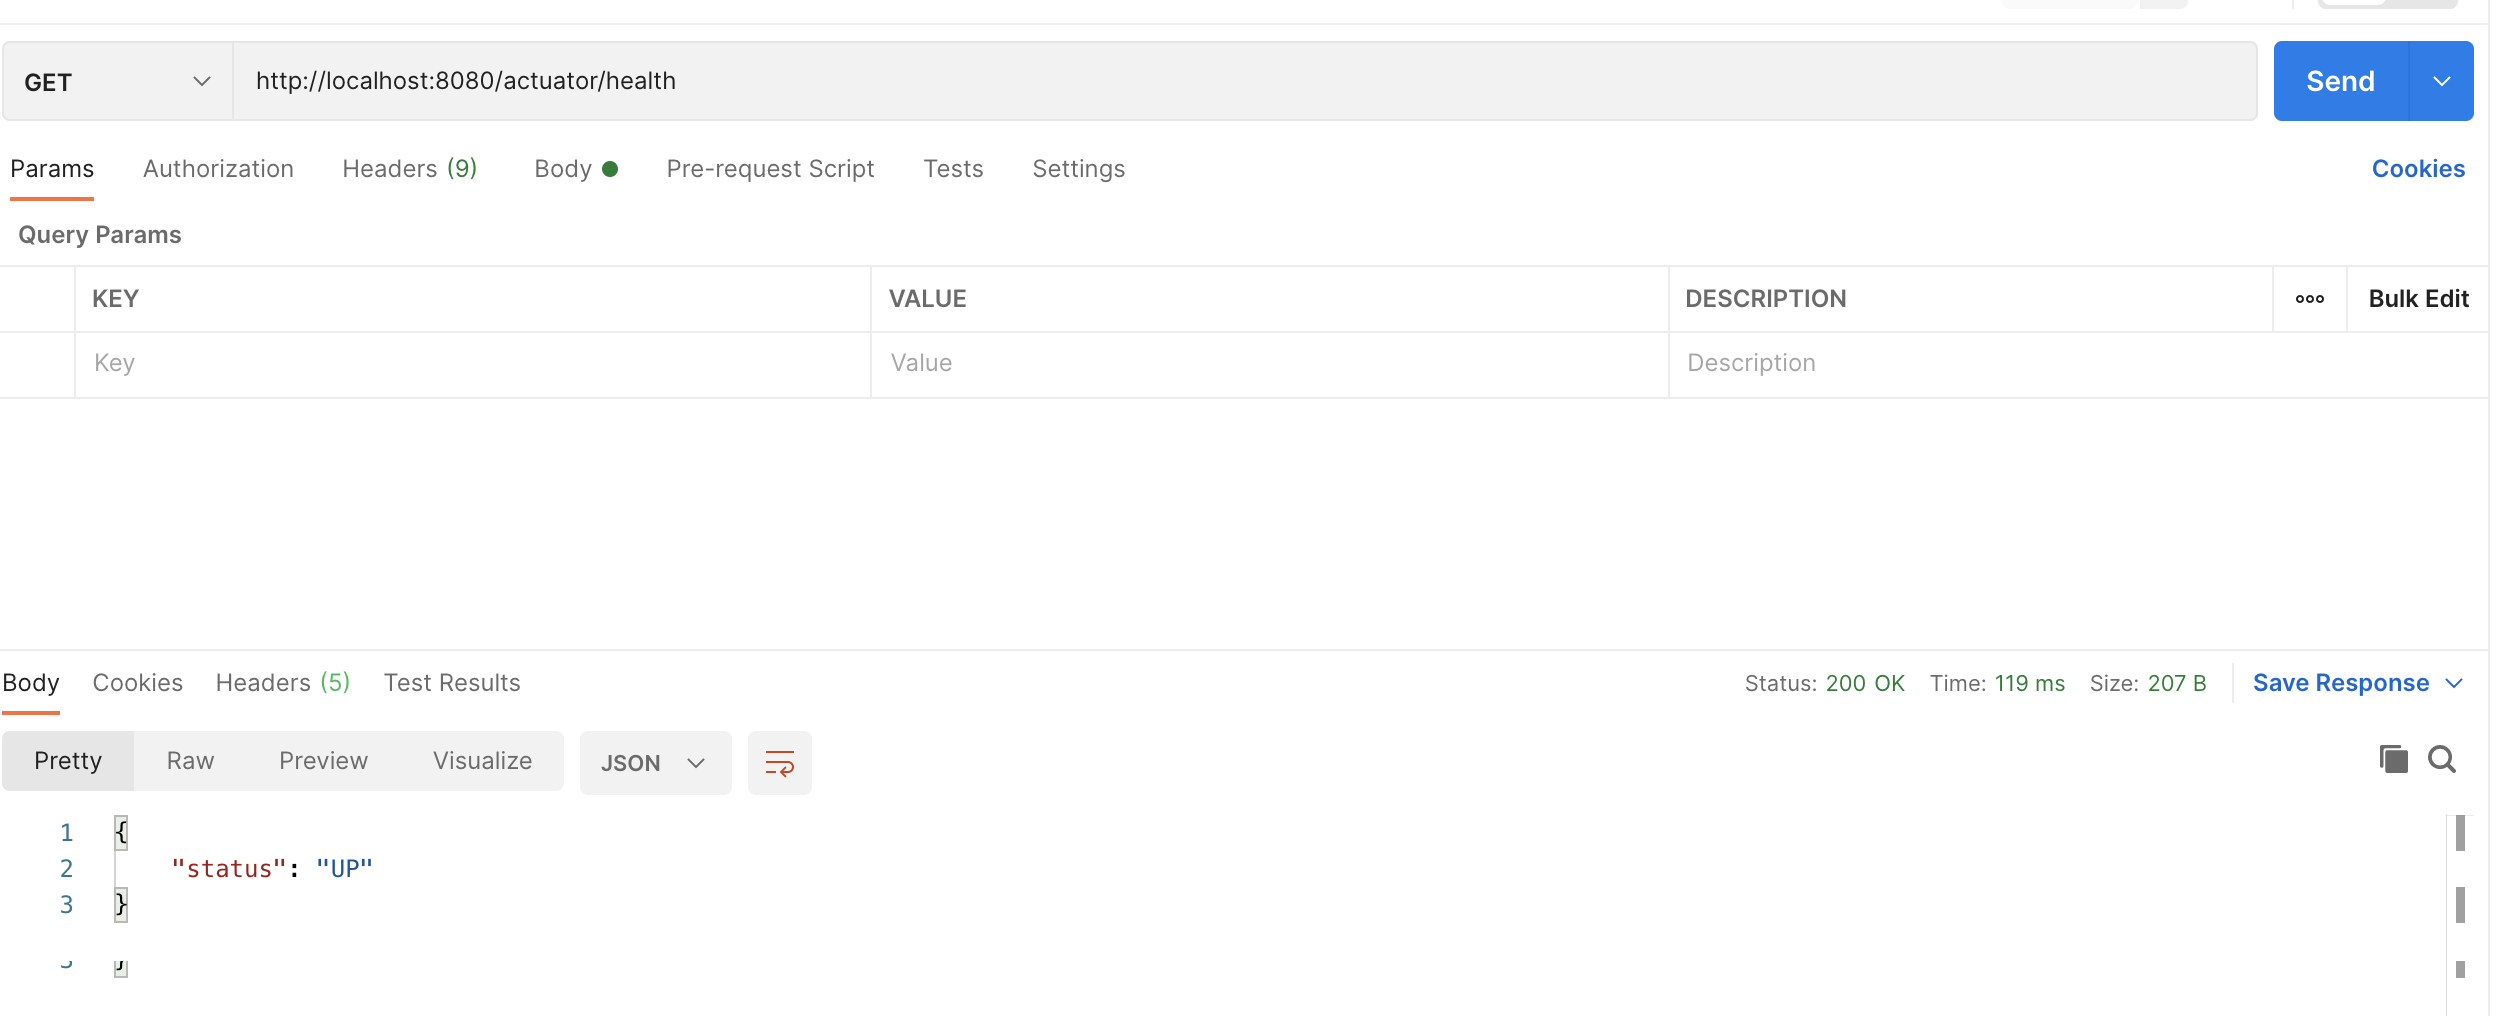 GET http://localhost:8080/actuator/health Send
Params Authorization Headers (9) Body Pre-request Script Tests Settings Cookies
Query Params
KEY VALUE DESCRIPTION Bulk Edit
Key Value Description
Body Cookies Headers (5) Test Results Status: 200 OK Time: 119 ms Size: 207 B Save Response
Pretty Raw Preview Visualize JSON
1 {
2 "status": "UP"
3 }